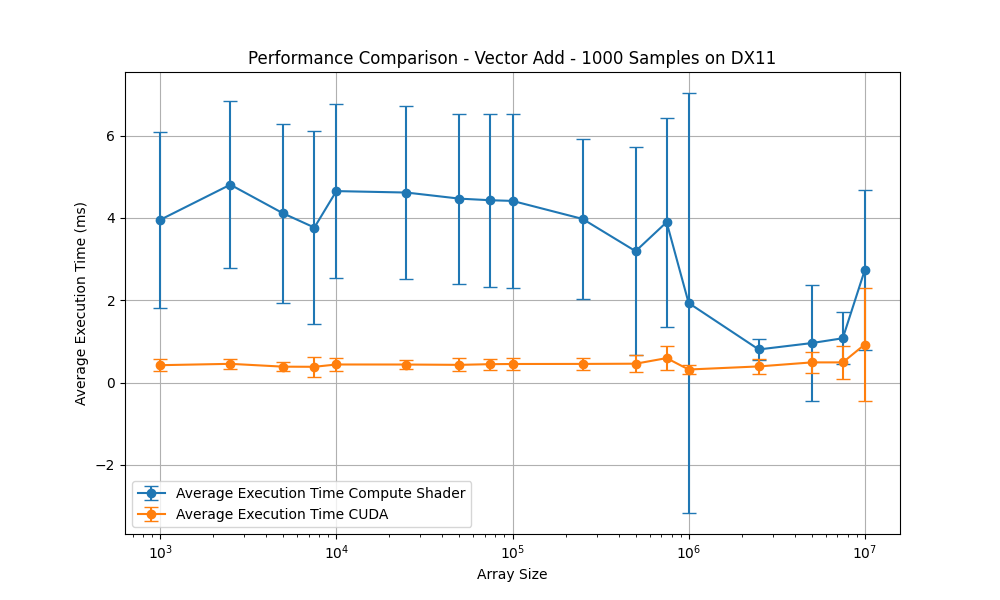 Performance Comparison - Vector Add - 1000 Samples on DX11
Average Execution Time (ms)
6
4
2
0
−2
Average Execution Time Compute Shader
Average Execution Time CUDA
10³ 10⁴ 10⁵ 10⁶ 10⁷
Array Size